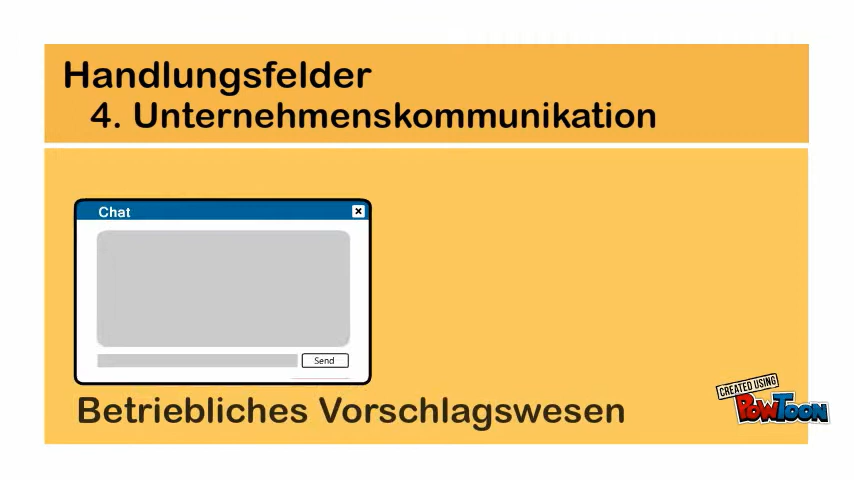 Handlungsfelder
4. Unternehmenskommunikation
Chat
Send
Betriebliches Vorschlagswesen
CREATED USING
PowToon